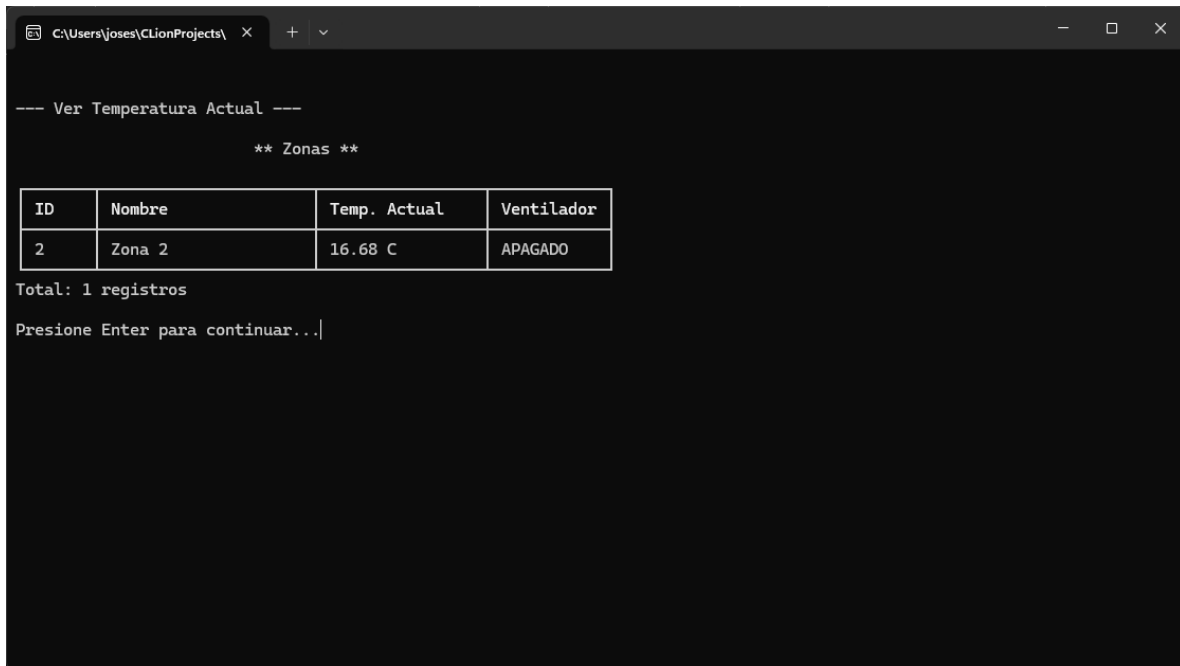 C:\Users\joses\CLionProjects\
--- Ver Temperatura Actual ---
** Zonas **
ID Nombre Temp. Actual Ventilador
2 Zona 2 16.68 C APAGADO
Total: 1 registros
Presione Enter para continuar...